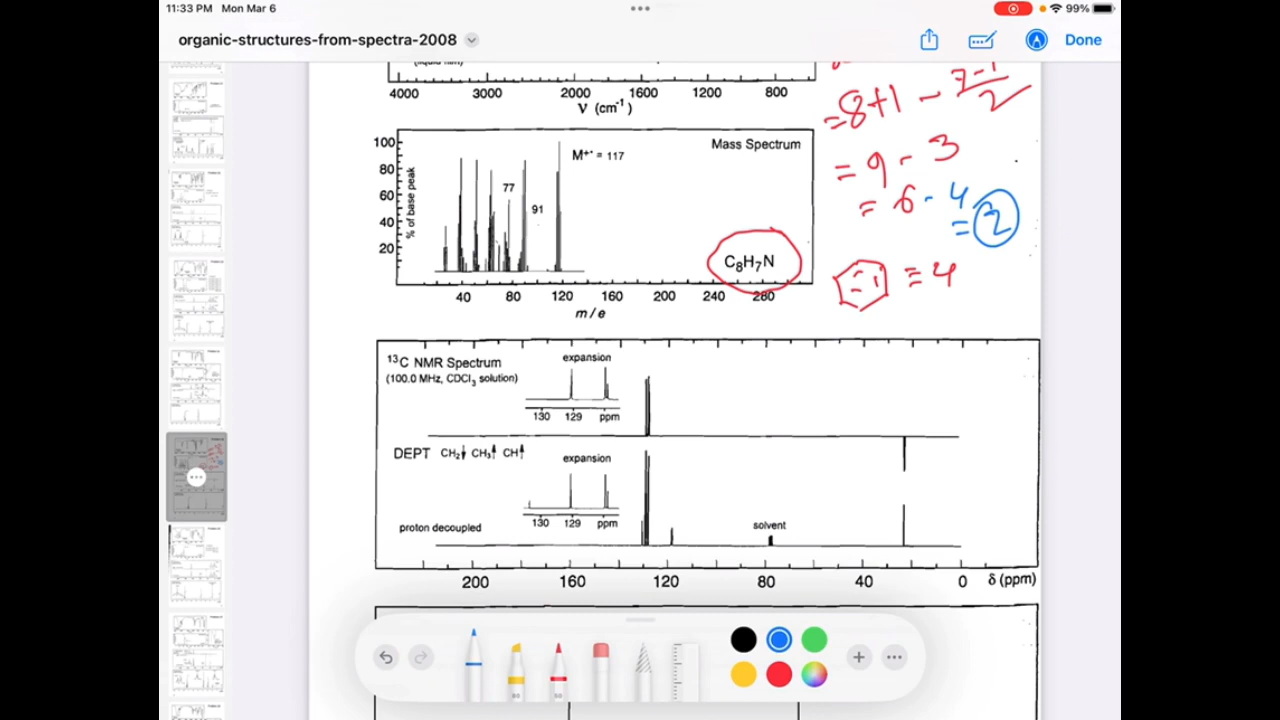 11:33 PM Mon Mar 6
99%
organic-structures-from-spectra-2008
Done
4000 3000 2000 1600 1200 800
V (cm⁻¹)
= 8+1 - 7-1/2
= 9 - 3
= 6 - 4
= 2
= 4
100
80
60
40
20
% of base peak
M⁺· = 117
Mass Spectrum
77
91
C₈H₇N
40 80 120 160 200 240 280
m / e
¹³C NMR Spectrum
(100.0 MHz, CDCl₃ solution)
expansion
130 129 ppm
DEPT CH₂↓ CH₃↑ CH↑
expansion
130 129 ppm
proton decoupled
solvent
200 160 120 80 40 0 δ (ppm)